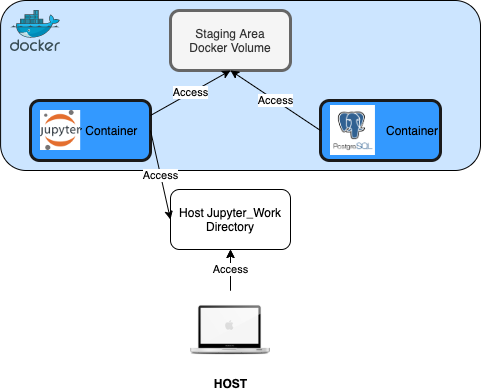 docker
Staging Area
Docker Volume
Access
Access
jupyter
Container
PostgreSQL
Container
Access
Host Jupyter_Work
Directory
Access
HOST